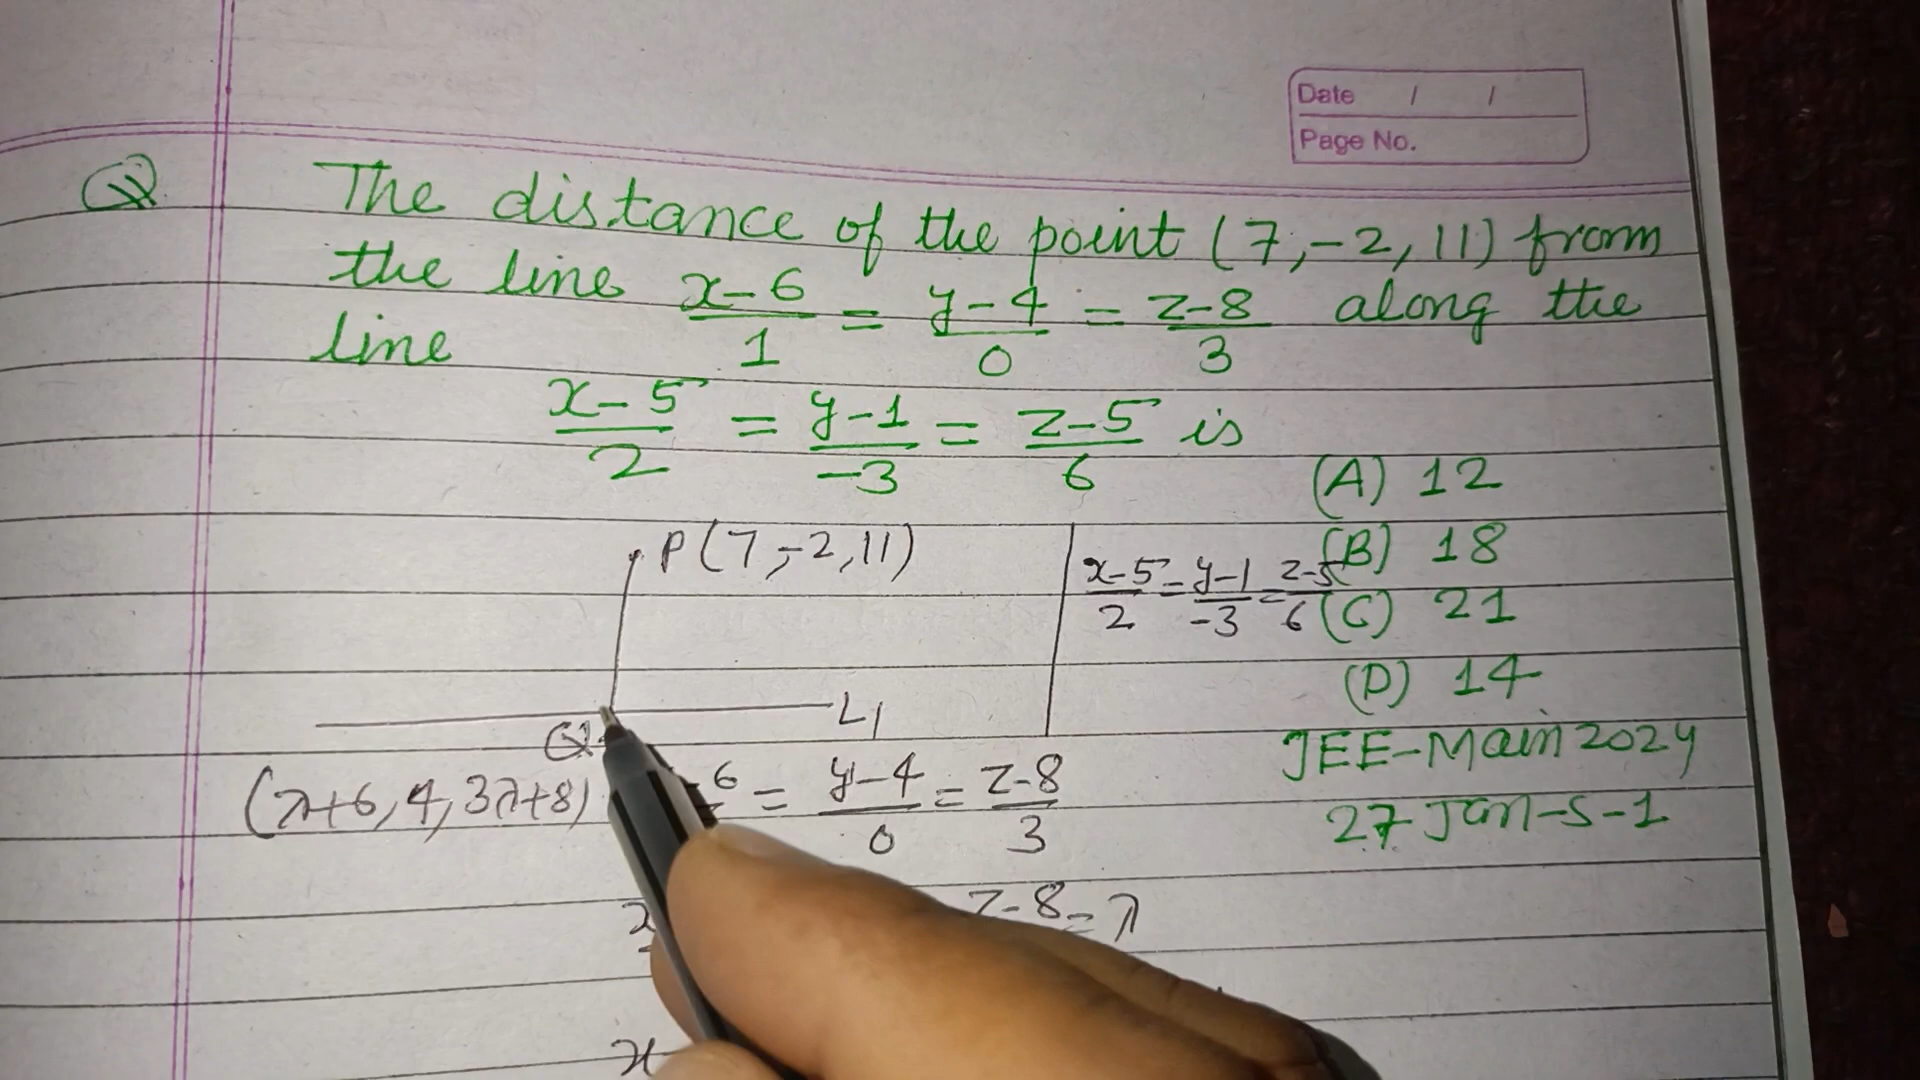 Date / /
Page No.
Q The distance of the point (7,-2,11) from
the line x-6/1 = y-4/0 = z-8/3 along the
line
x-5/2 = y-1/-3 = z-5/6 is
(A) 12
(B) 18
(C) 21
(D) 14
JEE-Main 2024
27 Jan-S-1
P(7,-2,11)
x-5/2 = y-1/-3 = z-5/6
L1
Q
(λ+6, 4, 3λ+8)
-6 = y-4/0 = z-8/3
z-8 = λ
x